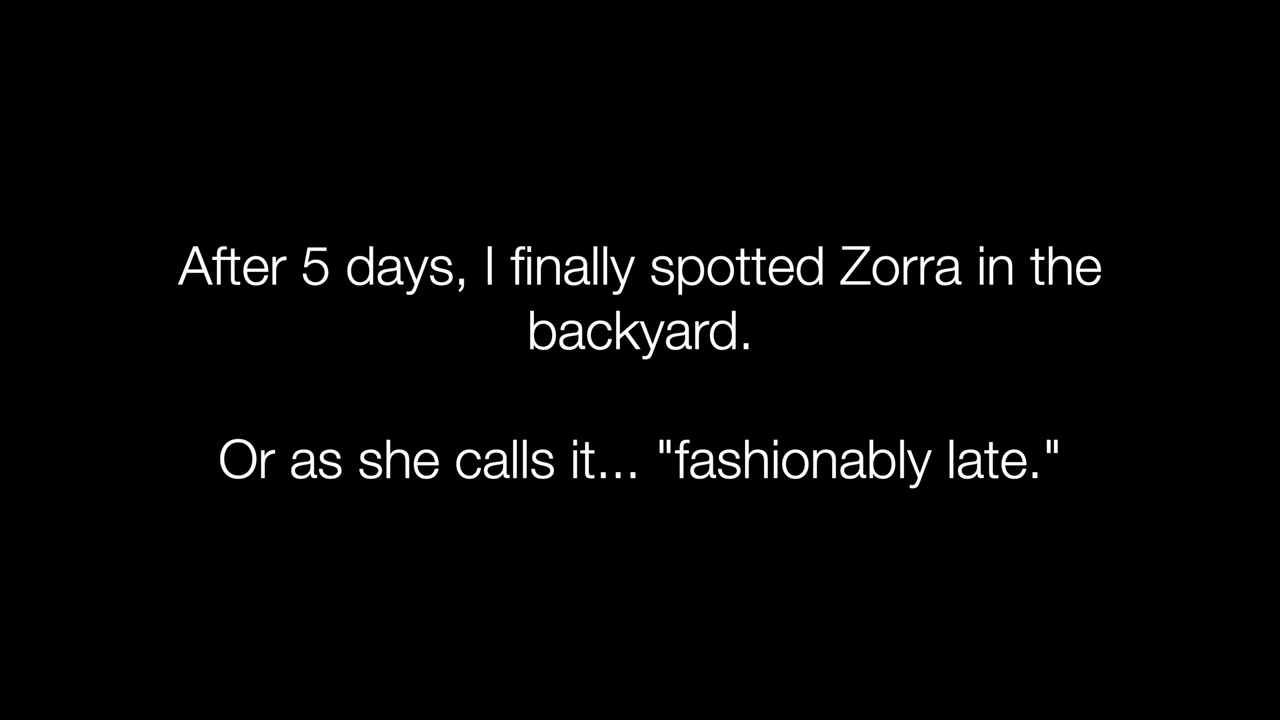 After 5 days, I finally spotted Zorra in the
backyard.
Or as she calls it... "fashionably late."